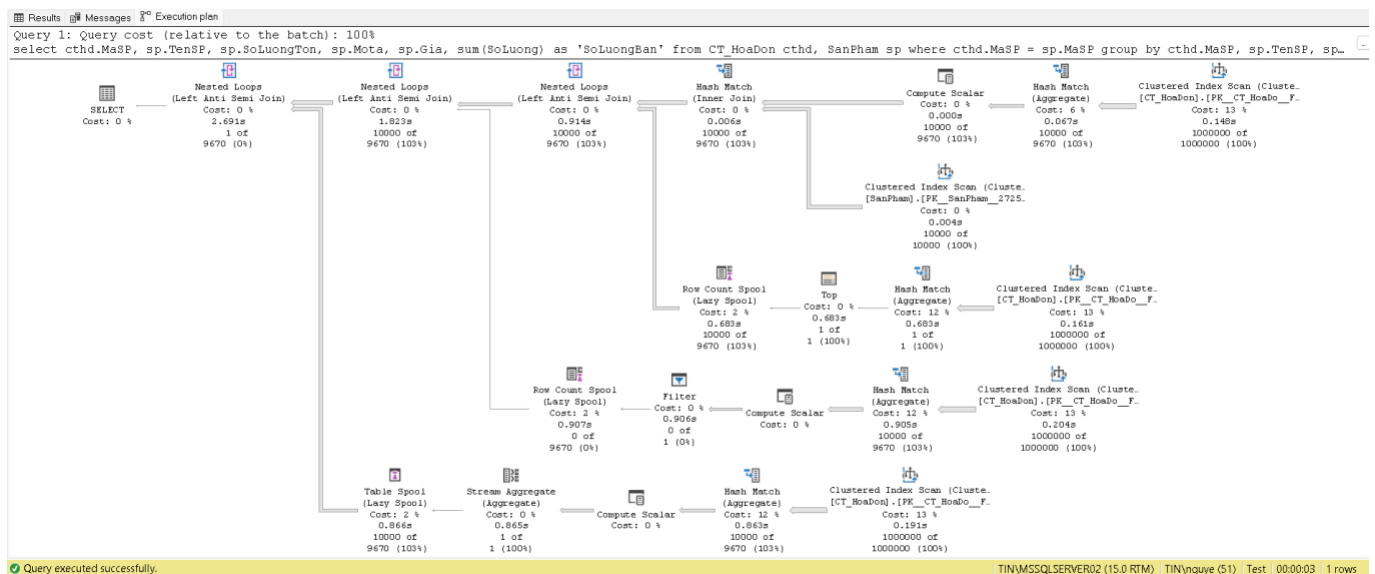 Results Messages Execution plan
Query 1: Query cost (relative to the batch): 100%
select cthd.MaSP, sp.TenSP, sp.SoLuongTon, sp.Mota, sp.Gia, sum(SoLuong) as 'SoLuongBan' from CT_HoaDon cthd, SanPham sp where cthd.MaSP = sp.MaSP group by cthd.MaSP, sp.TenSP, sp…
SELECT
Cost: 0 %
Nested Loops
(Left Anti Semi Join)
Cost: 0 %
2.691s
1 of
9670 (0%)
Nested Loops
(Left Anti Semi Join)
Cost: 0 %
1.823s
10000 of
9670 (103%)
Nested Loops
(Left Anti Semi Join)
Cost: 0 %
0.914s
10000 of
9670 (103%)
Hash Match
(Inner Join)
Cost: 0 %
0.006s
10000 of
9670 (103%)
Compute Scalar
Cost: 0 %
0.000s
10000 of
9670 (103%)
Hash Match
(Aggregate)
Cost: 6 %
0.067s
10000 of
9670 (103%)
Clustered Index Scan (Cluste…
[CT_HoaDon].[PK__CT_HoaDo__F…
Cost: 13 %
0.148s
1000000 of
1000000 (100%)
Clustered Index Scan (Cluste…
[SanPham].[PK__SanPham__2725…
Cost: 0 %
0.004s
10000 of
10000 (100%)
Row Count Spool
(Lazy Spool)
Cost: 2 %
0.683s
10000 of
9670 (103%)
Top
Cost: 0 %
0.683s
1 of
1 (100%)
Hash Match
(Aggregate)
Cost: 12 %
0.683s
1 of
1 (100%)
Clustered Index Scan (Cluste…
[CT_HoaDon].[PK__CT_HoaDo__F…
Cost: 13 %
0.161s
1000000 of
1000000 (100%)
Row Count Spool
(Lazy Spool)
Cost: 2 %
0.907s
0 of
9670 (0%)
Filter
Cost: 0 %
0.906s
0 of
1 (0%)
Compute Scalar
Cost: 0 %
Hash Match
(Aggregate)
Cost: 12 %
0.905s
10000 of
9670 (103%)
Clustered Index Scan (Cluste…
[CT_HoaDon].[PK__CT_HoaDo__F…
Cost: 13 %
0.204s
1000000 of
1000000 (100%)
Table Spool
(Lazy Spool)
Cost: 2 %
0.866s
10000 of
9670 (103%)
Stream Aggregate
(Aggregate)
Cost: 0 %
0.865s
1 of
1 (100%)
Compute Scalar
Cost: 0 %
Hash Match
(Aggregate)
Cost: 12 %
0.863s
10000 of
9670 (103%)
Clustered Index Scan (Cluste…
[CT_HoaDon].[PK__CT_HoaDo__F…
Cost: 13 %
0.191s
1000000 of
1000000 (100%)
Query executed successfully. TIN\MSSQLSERVER02 (15.0 RTM) TIN\nguye (51) Test 00:00:03 1 rows